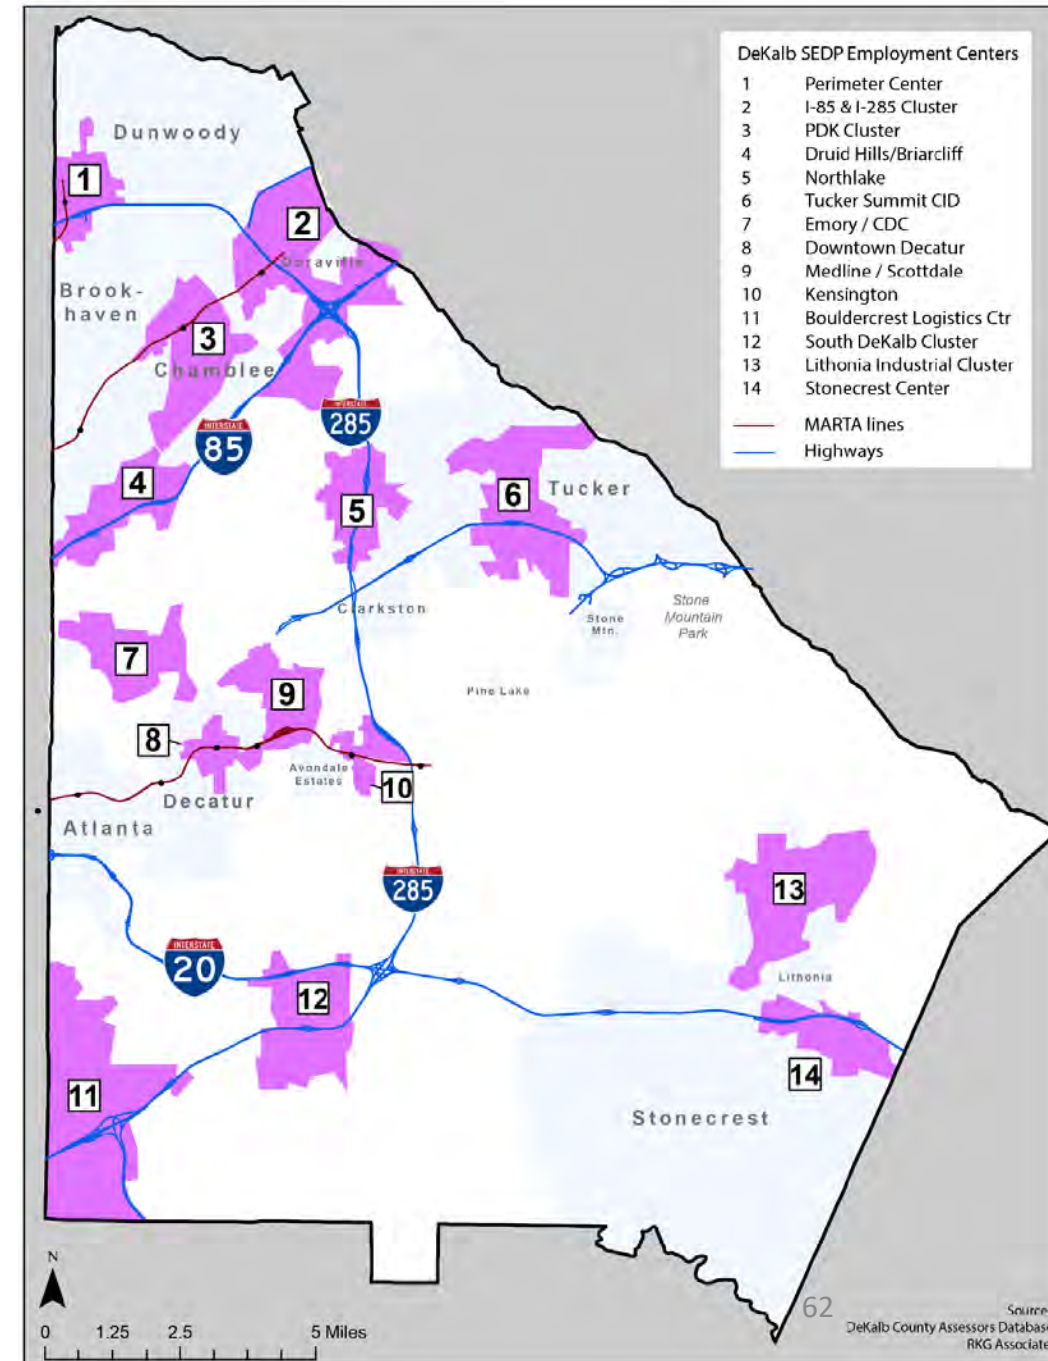 DeKalb SEDP Employment Centers
1 Perimeter Center
2 I-85 & I-285 Cluster
3 PDK Cluster
4 Druid Hills/Briarcliff
5 Northlake
6 Tucker Summit CID
7 Emory / CDC
8 Downtown Decatur
9 Medline / Scottdale
10 Kensington
11 Bouldercrest Logistics Ctr
12 South DeKalb Cluster
13 Lithonia Industrial Cluster
14 Stonecrest Center
MARTA lines
Highways
Dunwoody
1
2
Doraville
Brook-
haven
3
Chamblee
INTERSTATE
285
INTERSTATE
85
4
5
6
Tucker
Clarkston
Stone
Mtn.
Stone
Mountain
Park
7
9
Pine Lake
8
Avondale
Estates
10
Decatur
Atlanta
INTERSTATE
285
13
INTERSTATE
20
12
Lithonia
14
11
Stonecrest
N
0 1.25 2.5 5 Miles
62
Source
DeKalb County Assessors Database
RKG Associate